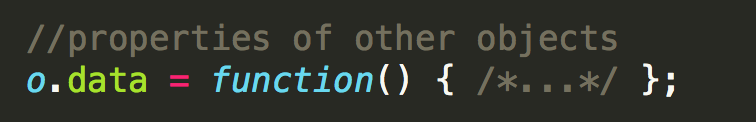 //properties of other objects
o.data = function() { /*...*/ };